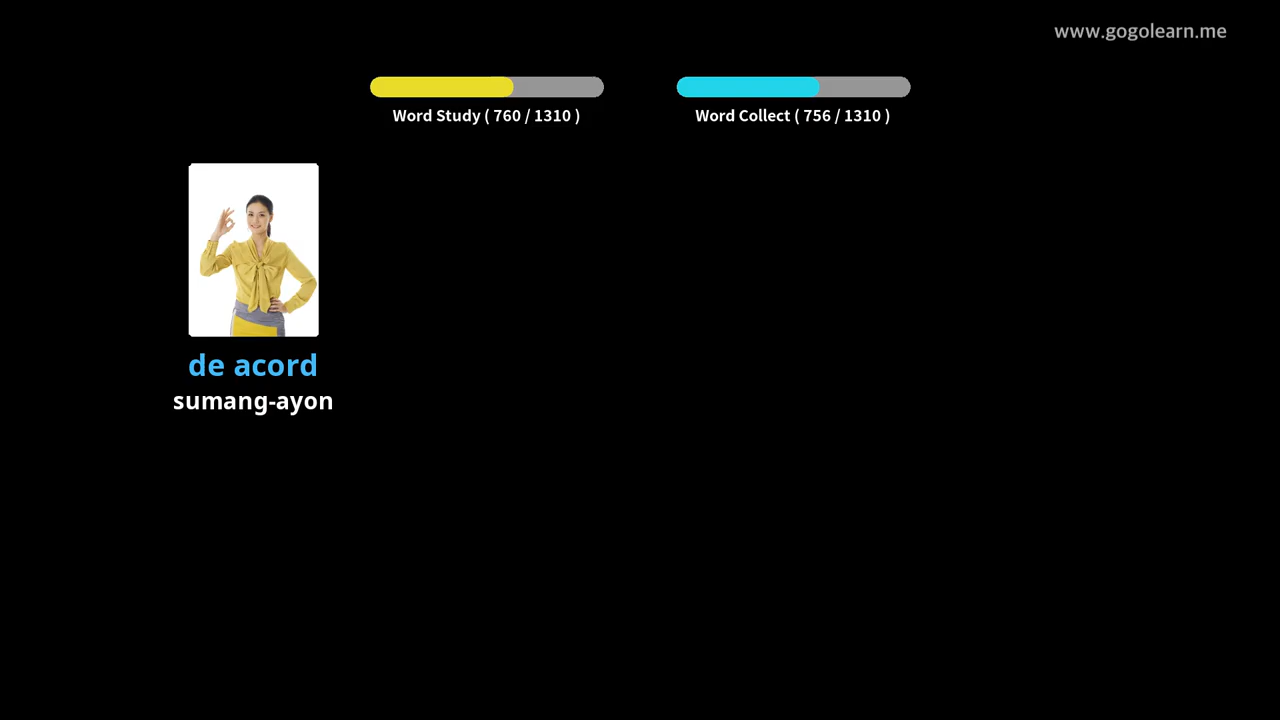 www.gogolearn.me
Word Study ( 760 / 1310 )
Word Collect ( 756 / 1310 )
de acord
sumang-ayon